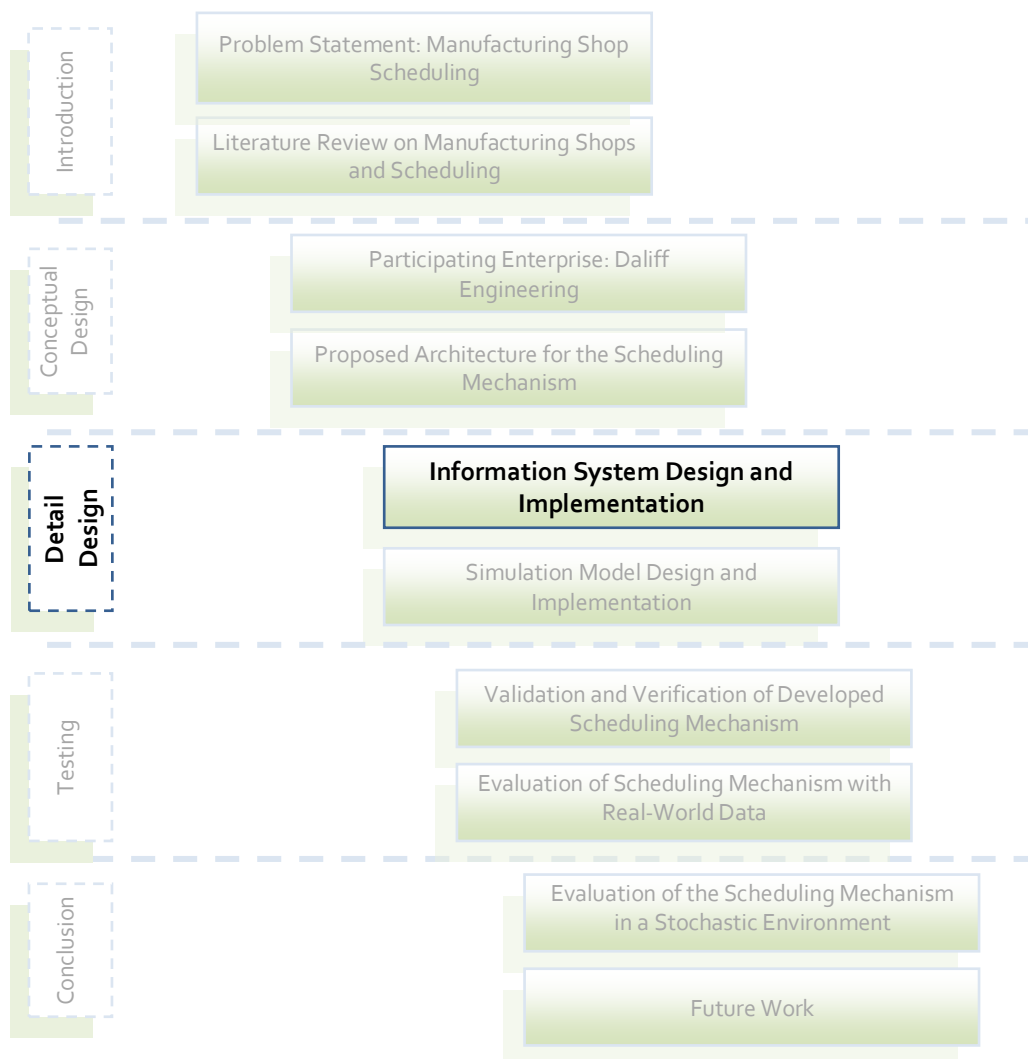 Introduction
Problem Statement: Manufacturing Shop
Scheduling
Literature Review on Manufacturing Shops
and Scheduling
Conceptual
Design
Participating Enterprise: Daliff
Engineering
Proposed Architecture for the Scheduling
Mechanism
Detail
Design
Information System Design and
Implementation
Simulation Model Design and
Implementation
Testing
Validation and Verification of Developed
Scheduling Mechanism
Evaluation of Scheduling Mechanism with
Real-World Data
Conclusion
Evaluation of the Scheduling Mechanism
in a Stochastic Environment
Future Work